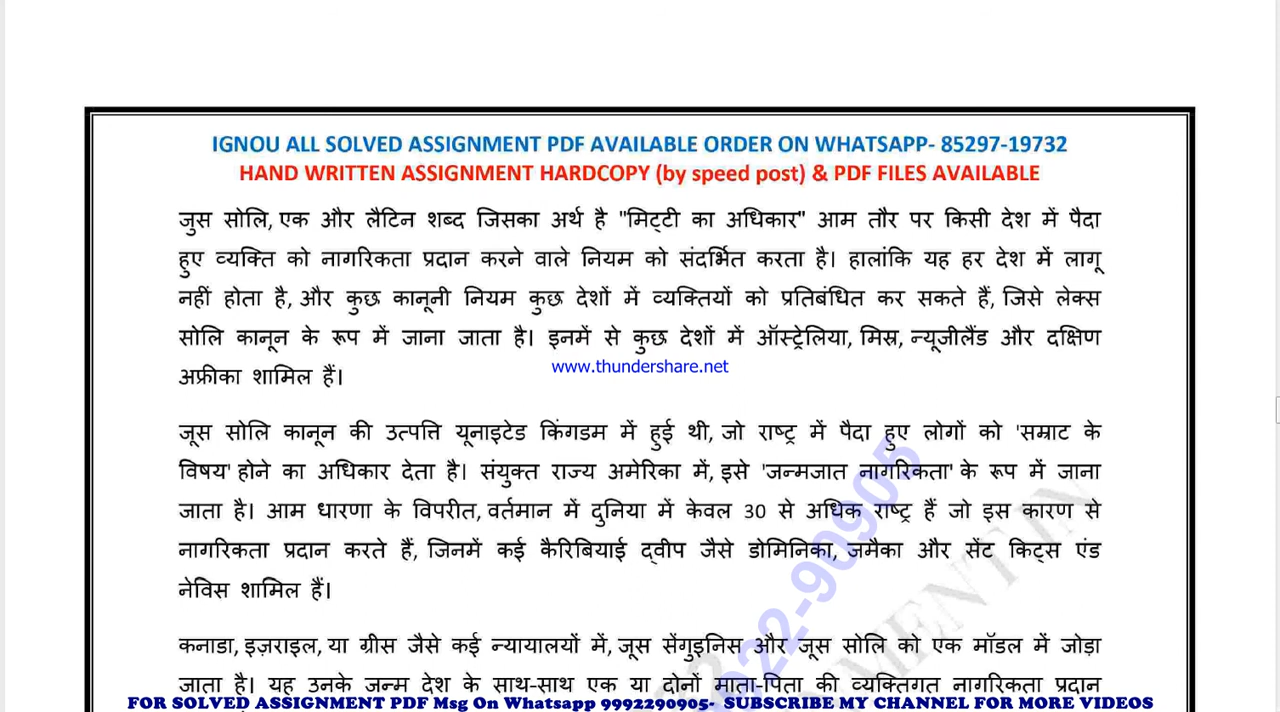 IGNOU ALL SOLVED ASSIGNMENT PDF AVAILABLE ORDER ON WHATSAPP- 85297-19732
HAND WRITTEN ASSIGNMENT HARDCOPY (by speed post) & PDF FILES AVAILABLE
जुस सोलि, एक और लैटिन शब्द जिसका अर्थ है "मिट्टी का अधिकार" आम तौर पर किसी देश में पैदा
हुए व्यक्ति को नागरिकता प्रदान करने वाले नियम को संदर्भित करता है। हालांकि यह हर देश में लागू
नहीं होता है, और कुछ कानूनी नियम कुछ देशों में व्यक्तियों को प्रतिबंधित कर सकते हैं, जिसे लेक्स
सोलि कानून के रूप में जाना जाता है। इनमें से कुछ देशों में ऑस्ट्रेलिया, मिस्र, न्यूजीलैंड और दक्षिण
www.thundershare.net
अफ्रीका शामिल हैं।
जूस सोलि कानून की उत्पत्ति यूनाइटेड किंगडम में हुई थी, जो राष्ट्र में पैदा हुए लोगों को 'सम्राट के
विषय' होने का अधिकार देता है। संयुक्त राज्य अमेरिका में, इसे 'जन्मजात नागरिकता' के रूप में जाना
जाता है। आम धारणा के विपरीत, वर्तमान में दुनिया में केवल 30 से अधिक राष्ट्र हैं जो इस कारण से
नागरिकता प्रदान करते हैं, जिनमें कई कैरिबियाई द्वीप जैसे डोमिनिका, जमैका और सेंट किट्स एंड
नेविस शामिल हैं।
कनाडा, इज़राइल, या ग्रीस जैसे कई न्यायालयों में, जूस सेंगुइनिस और जूस सोलि को एक मॉडल में जोड़ा
जाता है। यह उनके जन्म देश के साथ-साथ एक या दोनों माता-पिता की व्यक्तिगत नागरिकता प्रदान
FOR SOLVED ASSIGNMENT PDF Msg On Whatsapp 9992290905- SUBSCRIBE MY CHANNEL FOR MORE VIDEOS